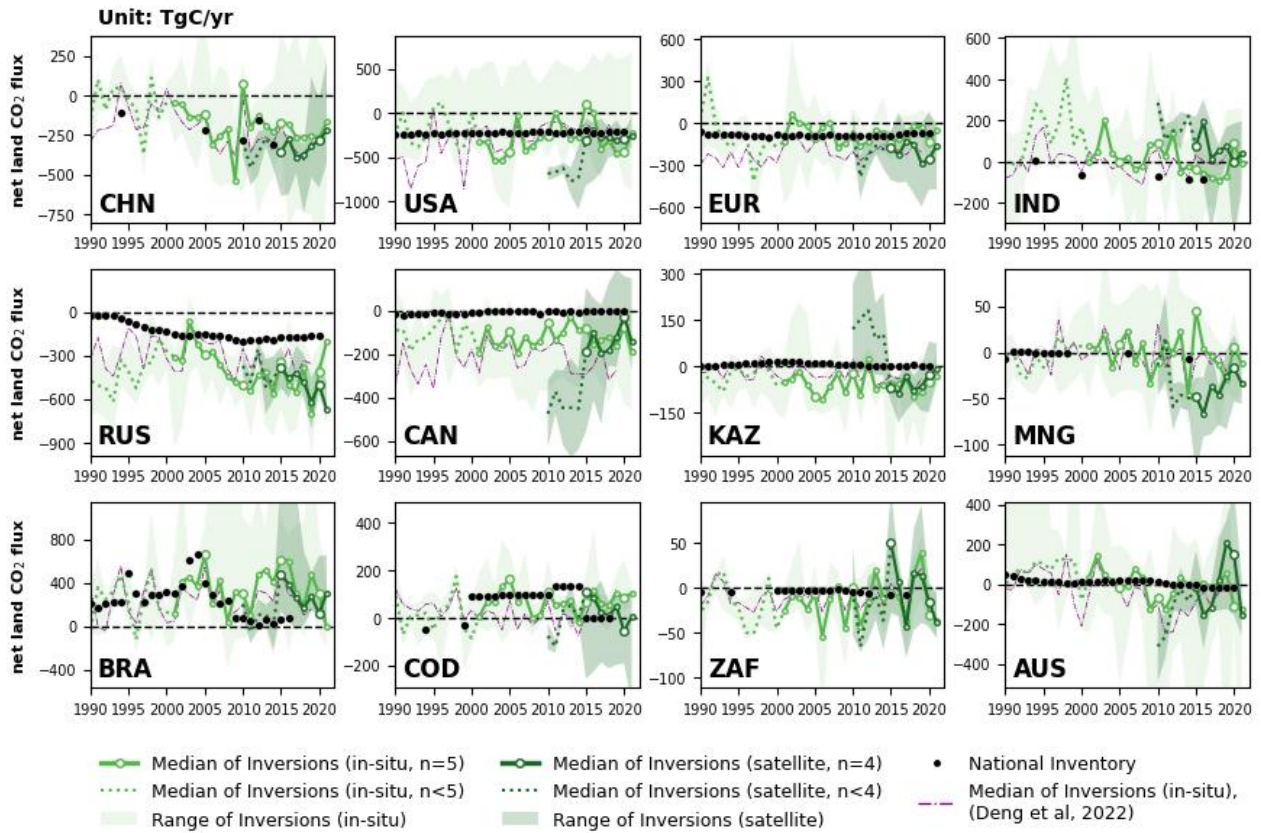 Unit: TgC/yr
net land CO₂ flux
250
0
−250
−500
−750
CHN
1990 1995 2000 2005 2010 2015 2020
500
0
−500
−1000
USA
1990 1995 2000 2005 2010 2015 2020
600
300
0
−300
−600
EUR
1990 1995 2000 2005 2010 2015 2020
600
400
200
0
−200
IND
1990 1995 2000 2005 2010 2015 2020
net land CO₂ flux
0
−300
−600
−900
RUS
1990 1995 2000 2005 2010 2015 2020
0
−200
−400
−600
CAN
1990 1995 2000 2005 2010 2015 2020
300
150
0
−150
KAZ
1990 1995 2000 2005 2010 2015 2020
50
0
−50
−100
MNG
1990 1995 2000 2005 2010 2015 2020
net land CO₂ flux
800
400
0
−400
BRA
1990 1995 2000 2005 2010 2015 2020
400
200
0
−200
COD
1990 1995 2000 2005 2010 2015 2020
50
0
−50
−100
ZAF
1990 1995 2000 2005 2010 2015 2020
400
200
0
−200
−400
AUS
1990 1995 2000 2005 2010 2015 2020
Median of Inversions (in-situ, n=5)
Median of Inversions (in-situ, n<5)
Range of Inversions (in-situ)
Median of Inversions (satellite, n=4)
Median of Inversions (satellite, n<4)
Range of Inversions (satellite)
National Inventory
Median of Inversions (in-situ),
(Deng et al, 2022)